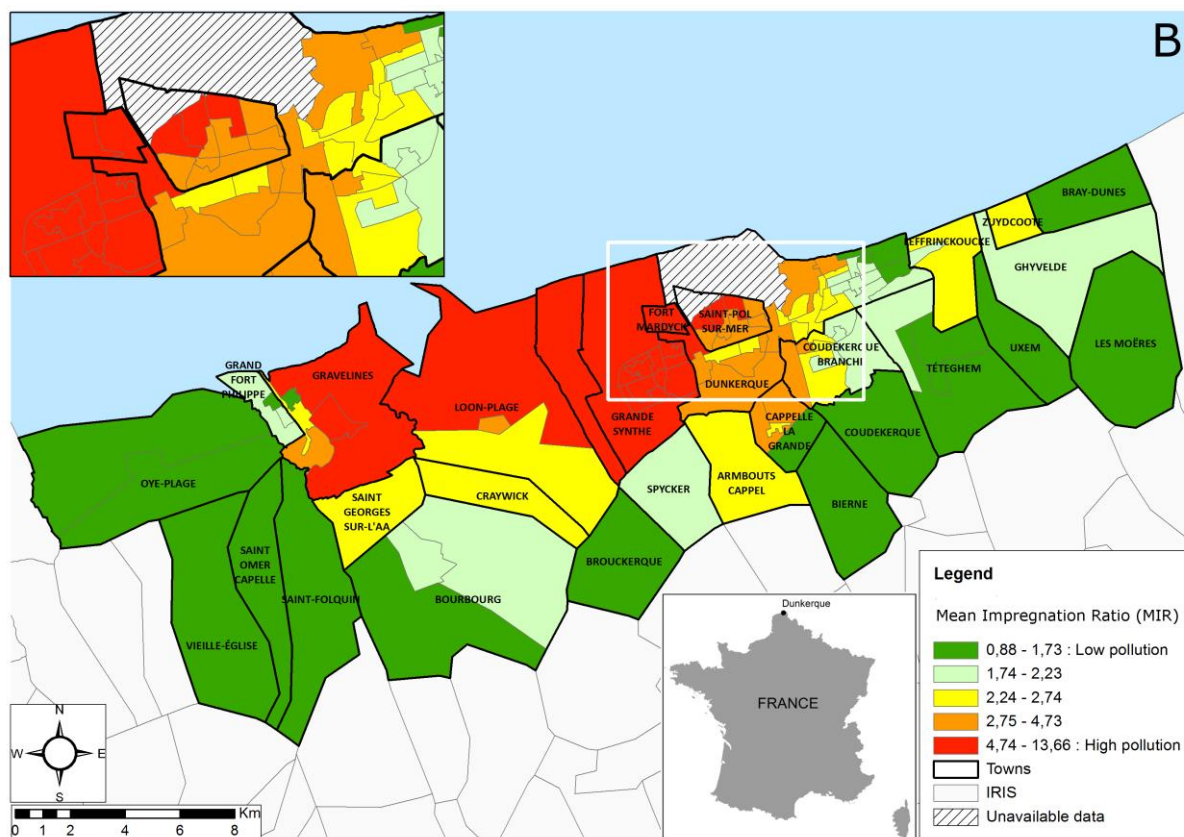 B
BRAY-DUNES
ZUYDCOOTE
LEFFRINCKOUCKE
GHYVELDE
FORT
MARDYCK
SAINT-POL
SUR-MER
COUDEKERQUE
BRANCHE
LES MOËRES
UXEM
TÉTEGHEM
GRAND
FORT
PHILIPPE
GRAVELINES
LOON-PLAGE
DUNKERQUE
GRANDE
SYNTHE
CAPPELLE
LA
GRANDE
COUDEKERQUE
OYE-PLAGE
SAINT
GEORGES
SUR-L'AA
CRAYWICK
SPYCKER
ARMBOUTS
CAPPEL
BIERNE
SAINT
OMER
CAPELLE
SAINT-FOLQUIN
BOURBOURG
BROUCKERQUE
VIEILLE-ÉGLISE
N
W
E
S
Km
0 1 2 4 6 8
Dunkerque
FRANCE
Legend
Mean Impregnation Ratio (MIR)
0,88 - 1,73 : Low pollution
1,74 - 2,23
2,24 - 2,74
2,75 - 4,73
4,74 - 13,66 : High pollution
Towns
IRIS
Unavailable data